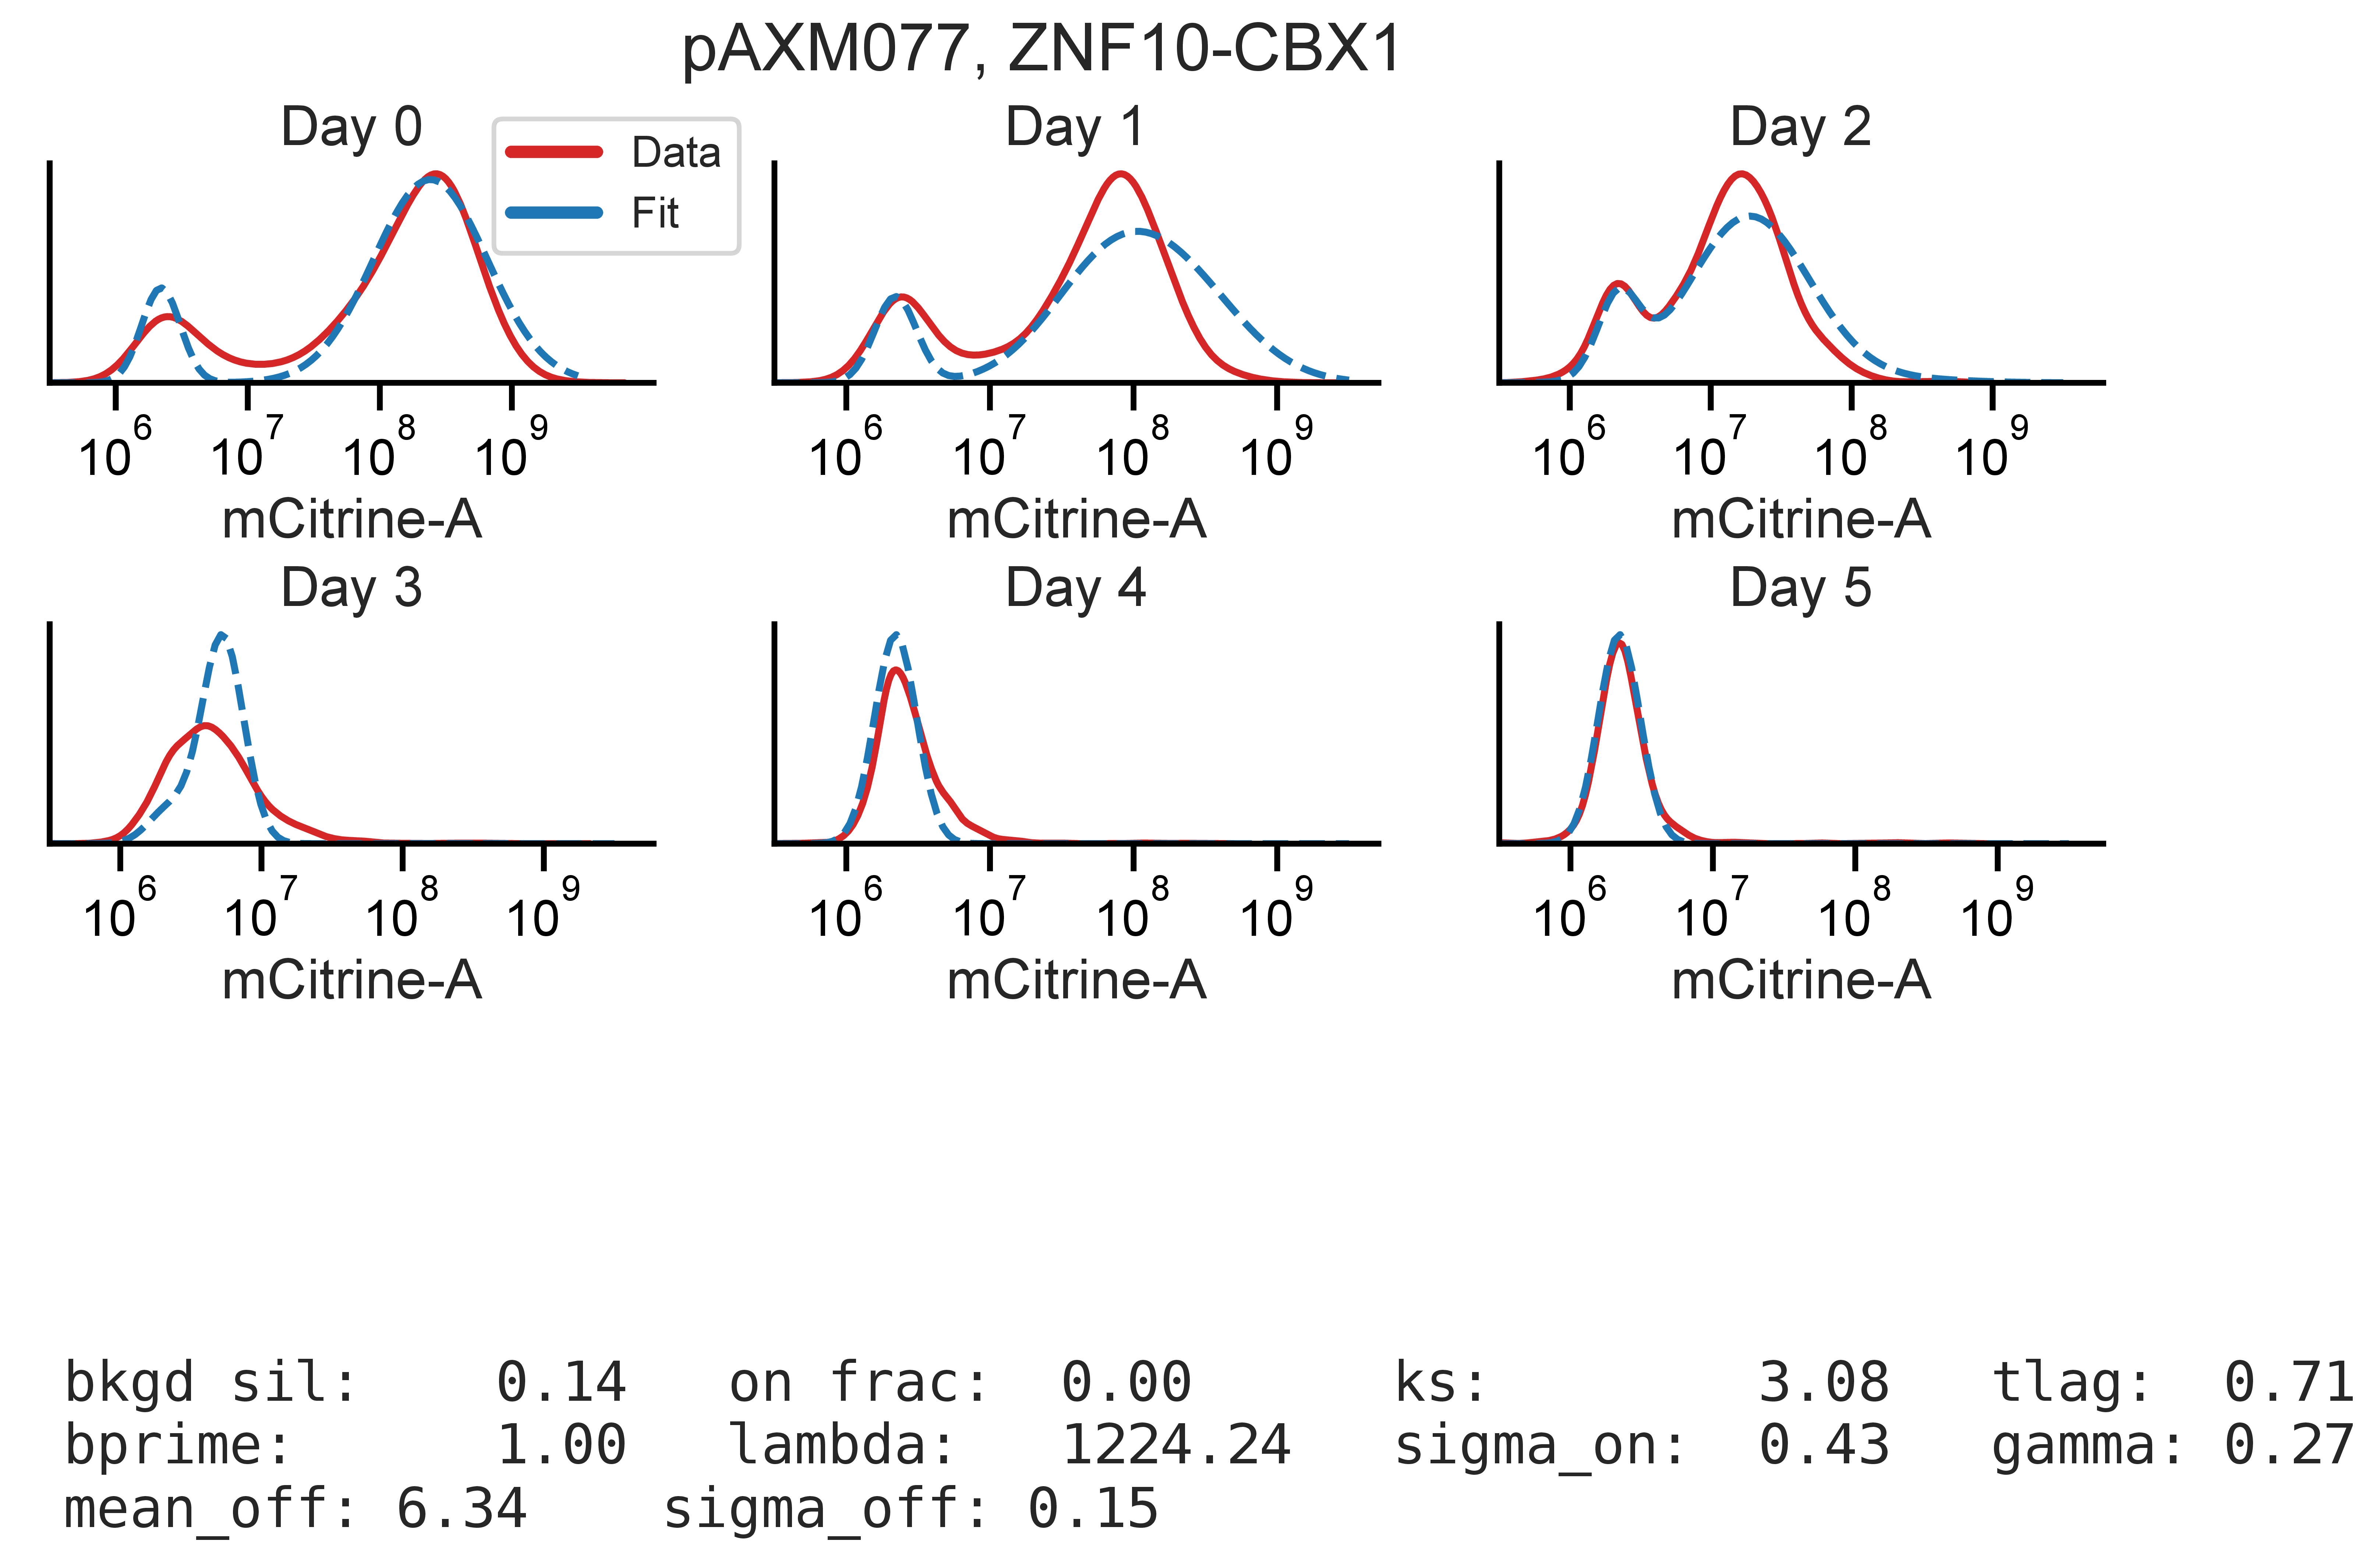 pAXM077, ZNF10-CBX1
Day 0
Data
Fit
10^6 10^7 10^8 10^9
mCitrine-A
Day 1
10^6 10^7 10^8 10^9
mCitrine-A
Day 2
10^6 10^7 10^8 10^9
mCitrine-A
Day 3
10^6 10^7 10^8 10^9
mCitrine-A
Day 4
10^6 10^7 10^8 10^9
mCitrine-A
Day 5
10^6 10^7 10^8 10^9
mCitrine-A
bkgd sil: 0.14 on frac: 0.00 ks: 3.08 tlag: 0.71
bprime: 1.00 lambda: 1224.24 sigma_on: 0.43 gamma: 0.27
mean_off: 6.34 sigma_off: 0.15